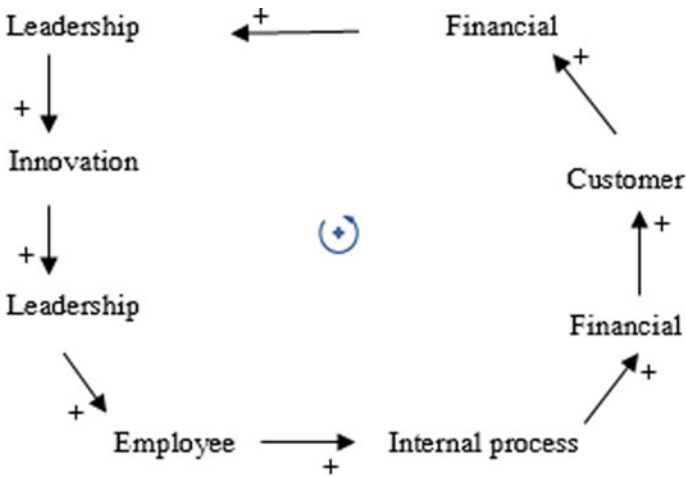 Leadership + Financial
+
+
Innovation
Customer
+
+
Leadership
Financial
+
+
Employee Internal process
+
+